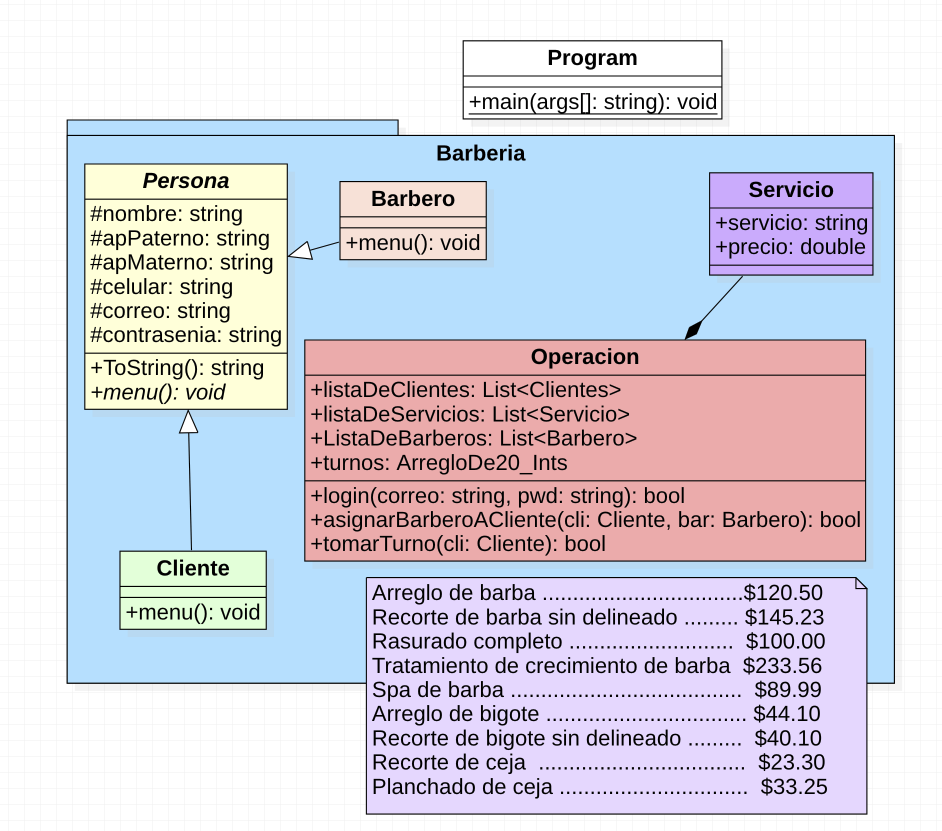 Program
+main(args[]: string): void
Barberia
Persona
#nombre: string
#apPaterno: string
#apMaterno: string
#celular: string
#correo: string
#contrasenia: string
+ToString(): string
+menu(): void
Barbero
+menu(): void
Servicio
+servicio: string
+precio: double
Operacion
+listaDeClientes: List<Clientes>
+listaDeServicios: List<Servicio>
+ListaDeBarberos: List<Barbero>
+turnos: ArregloDe20_Ints
+login(correo: string, pwd: string): bool
+asignarBarberoACliente(cli: Cliente, bar: Barbero): bool
+tomarTurno(cli: Cliente): bool
Cliente
+menu(): void
Arreglo de barba .................................$120.50
Recorte de barba sin delineado ......... $145.23
Rasurado completo ........................... $100.00
Tratamiento de crecimiento de barba $233.56
Spa de barba ...................................... $89.99
Arreglo de bigote ................................. $44.10
Recorte de bigote sin delineado ......... $40.10
Recorte de ceja .................................. $23.30
Planchado de ceja ............................... $33.25